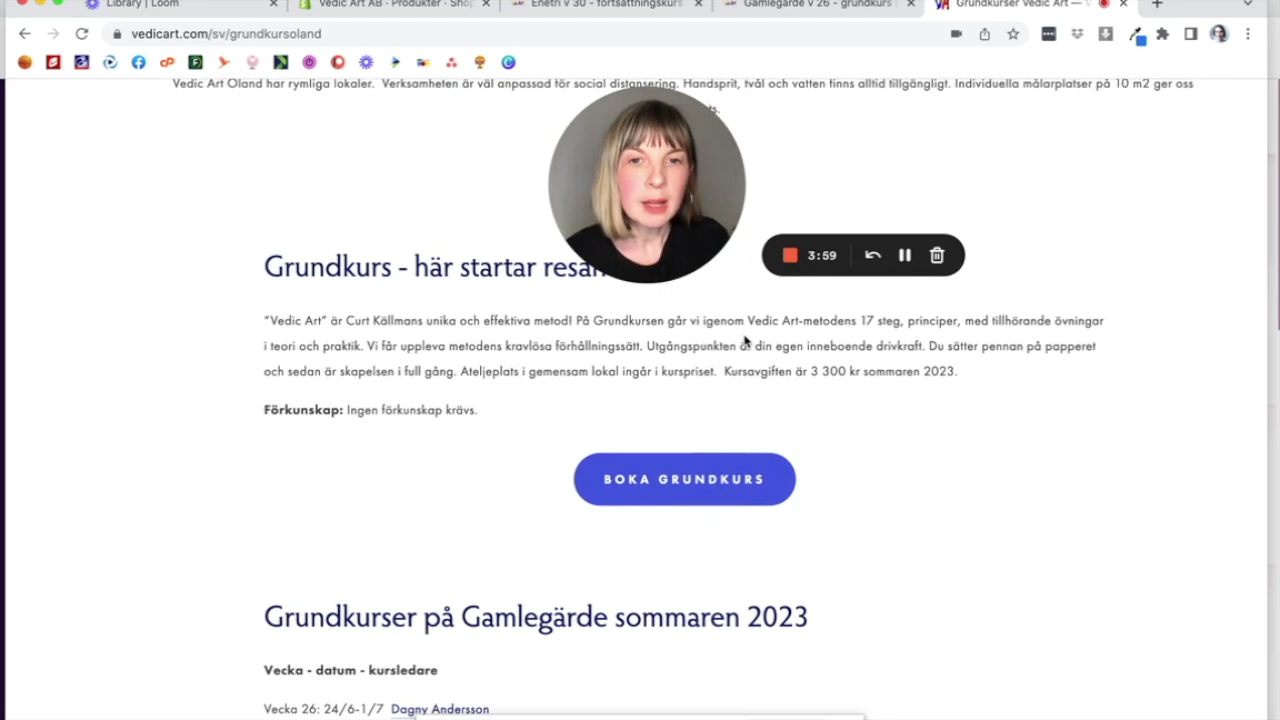 Library | Loom
Vedic Art AB · Produkter · Shop
Enetri v 30 - fortsättningskurs
Gamlegärde v 26 - grundkurs
Grundkurser Vedic Art —
vedicart.com/sv/grundkursoland
Vedic Art Öland har rymliga lokaler. Verksamheten är väl anpassad för social distansering. Handsprit, tvål och vatten finns alltid tillgängligt. Individuella målarplatser på 10 m2 ger oss
3:59
Grundkurs - här startar resan
"Vedic Art" är Curt Källmans unika och effektiva metod! På Grundkursen går vi igenom Vedic Art-metodens 17 steg, principer, med tillhörande övningar
i teori och praktik. Vi får uppleva metodens kravlösa förhållningssätt. Utgångspunkten är din egen inneboende drivkraft. Du sätter pennan på papperet
och sedan är skapelsen i full gång. Ateljeplats i gemensam lokal ingår i kurspriset. Kursavgiften är 3 300 kr sommaren 2023.
Förkunskap: Ingen förkunskap krävs.
BOKA GRUNDKURS
Grundkurser på Gamlegärde sommaren 2023
Vecka - datum - kursledare
Vecka 26: 24/6-1/7 Dagny Andersson